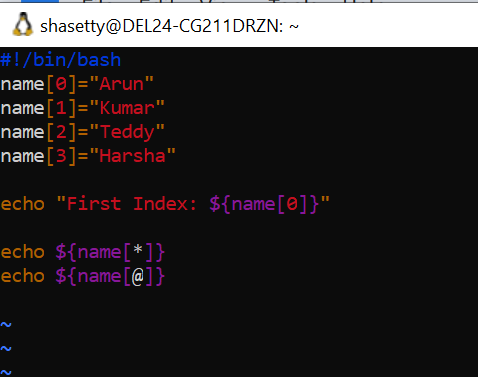 shasetty@DEL24-CG211DRZN: ~
#!/bin/bash
name[0]="Arun"
name[1]="Kumar"
name[2]="Teddy"
name[3]="Harsha"
echo "First Index: ${name[0]}"
echo ${name[*]}
echo ${name[@]}
~
~
~